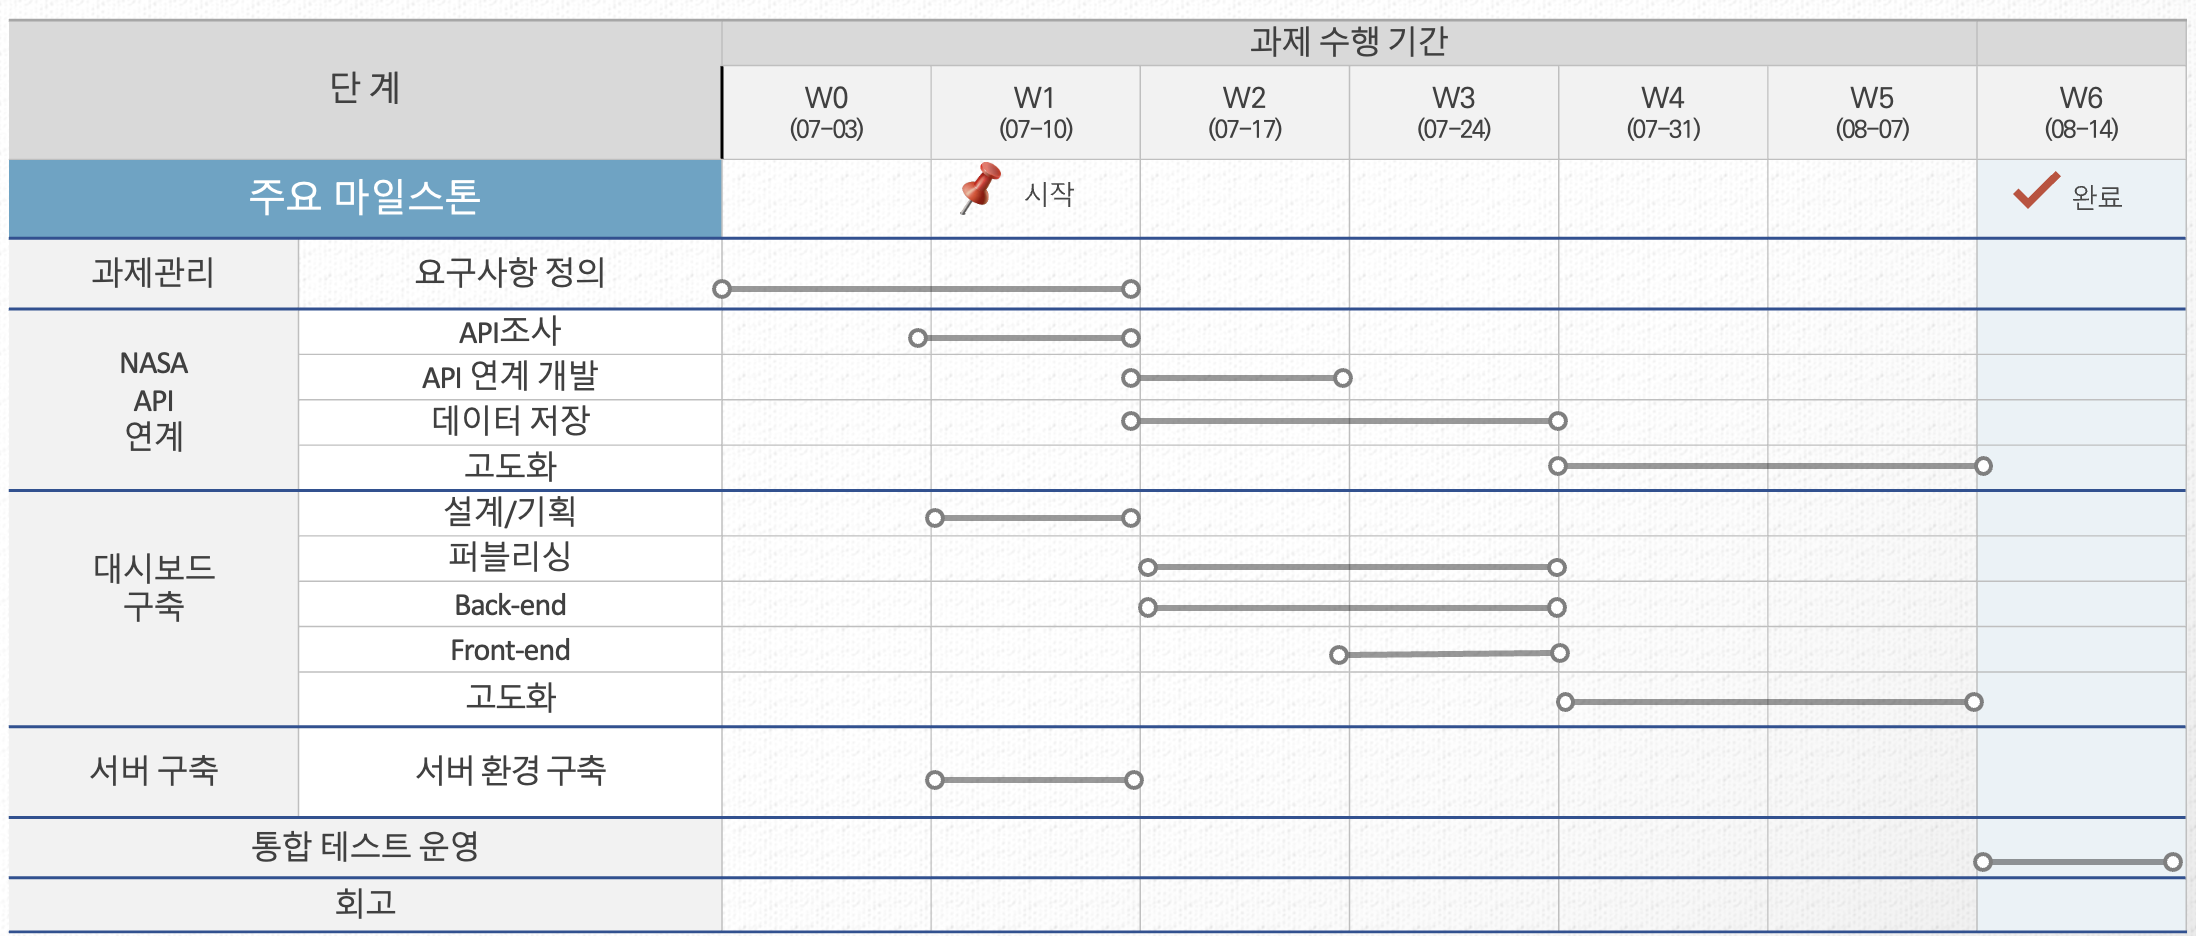 단 계
과제 수행 기간
W0
(07-03)
W1
(07-10)
W2
(07-17)
W3
(07-24)
W4
(07-31)
W5
(08-07)
W6
(08-14)
주요 마일스톤
시작
완료
과제관리
요구사항 정의
NASA
API
연계
API조사
API 연계 개발
데이터 저장
고도화
대시보드
구축
설계/기획
퍼블리싱
Back-end
Front-end
고도화
서버 구축
서버 환경 구축
통합 테스트 운영
회고